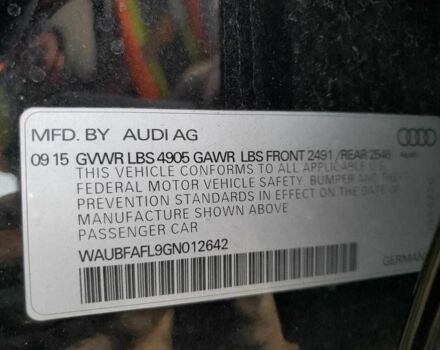 MFD. BY AUDI AG
09 15 GVWR LBS 4905 GAWR LBS FRONT 2491 /REAR 2546
Audi
THIS VEHICLE CONFORMS TO ALL APPLICABLE U.S.
FEDERAL MOTOR VEHICLE SAFETY, BUMPER AND THEFT
PREVENTION STANDARDS IN EFFECT ON THE DATE OF
MANUFACTURE SHOWN ABOVE
PASSENGER CAR
WAUBFAFL9GN012642
GERMANY